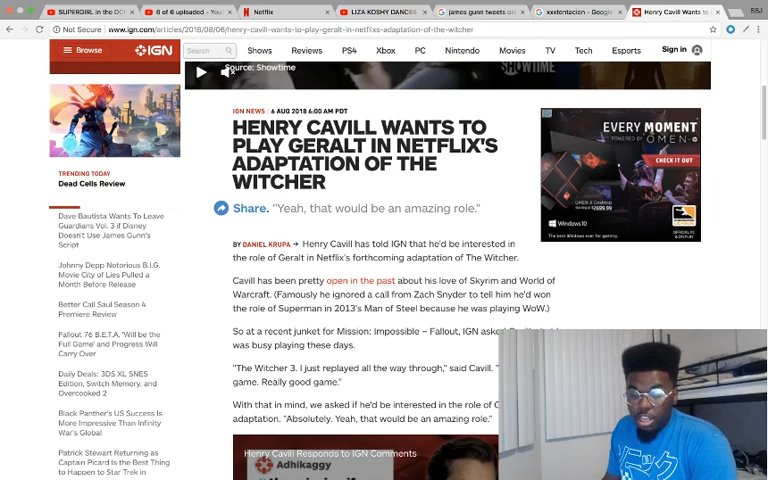 SUPERGIRL in the DC
6 of 6 uploaded - You
Netflix
LIZA KOSHY DANCERS
james gunn tweets
xxxtentacion - Goog
Henry Cavill Wants to
SSJ
Not Secure
www.ign.com/articles/2018/08/06/henry-cavill-wants-to-play-geralt-in-netflixs-adaptation-of-the-witcher
Browse
IGN
Search
Shows
Reviews
PS4
Xbox
PC
Nintendo
Movies
TV
Tech
Esports
Sign in
Source: Showtime
SHOWTIME
TRENDING TODAY
Dead Cells Review
Dave Bautista Wants To Leave
Guardians Vol. 3 if Disney
Doesn't Use James Gunn's
Script
Johnny Depp Notorious B.I.G.
Movie City of Lies Pulled a
Month Before Release
Better Call Saul Season 4
Premiere Review
Fallout 76 B.E.T.A. 'Will be the
Full Game' and Progress Will
Carry Over
Daily Deals: 3DS XL SNES
Edition, Switch Memory, and
Overcooked 2
Black Panther's US Success Is
More Impressive Than Infinity
War's Global
Patrick Stewart Returning as
Captain Picard Is the Best Thing
to Happen to Star Trek in
IGN NEWS / 6 AUG 2018 6:00 AM PDT
HENRY CAVILL WANTS TO
PLAY GERALT IN NETFLIX'S
ADAPTATION OF THE
WITCHER
Share. "Yeah, that would be an amazing role."
BY DANIEL KRUPA → Henry Cavill has told IGN that he'd be interested in
the role of Geralt in Netflix's forthcoming adaptation of The Witcher.
Cavill has been pretty open in the past about his love of Skyrim and World of
Warcraft. (Famously he ignored a call from Zach Snyder to tell him he'd won
the role of Superman in 2013's Man of Steel because he was playing WoW.)
So at a recent junket for Mission: Impossible – Fallout, IGN asked
was busy playing these days.
"The Witcher 3. I just replayed all the way through," said Cavill.
game. Really good game."
With that in mind, we asked if he'd be interested in the role of
adaptation. "Absolutely. Yeah, that would be an amazing role."
Henry Cavill Responds to IGN Comments
IGN
Adhikaggy
EVERY MOMENT
POWERED BY OMEN
CHECK IT OUT
Windows 10